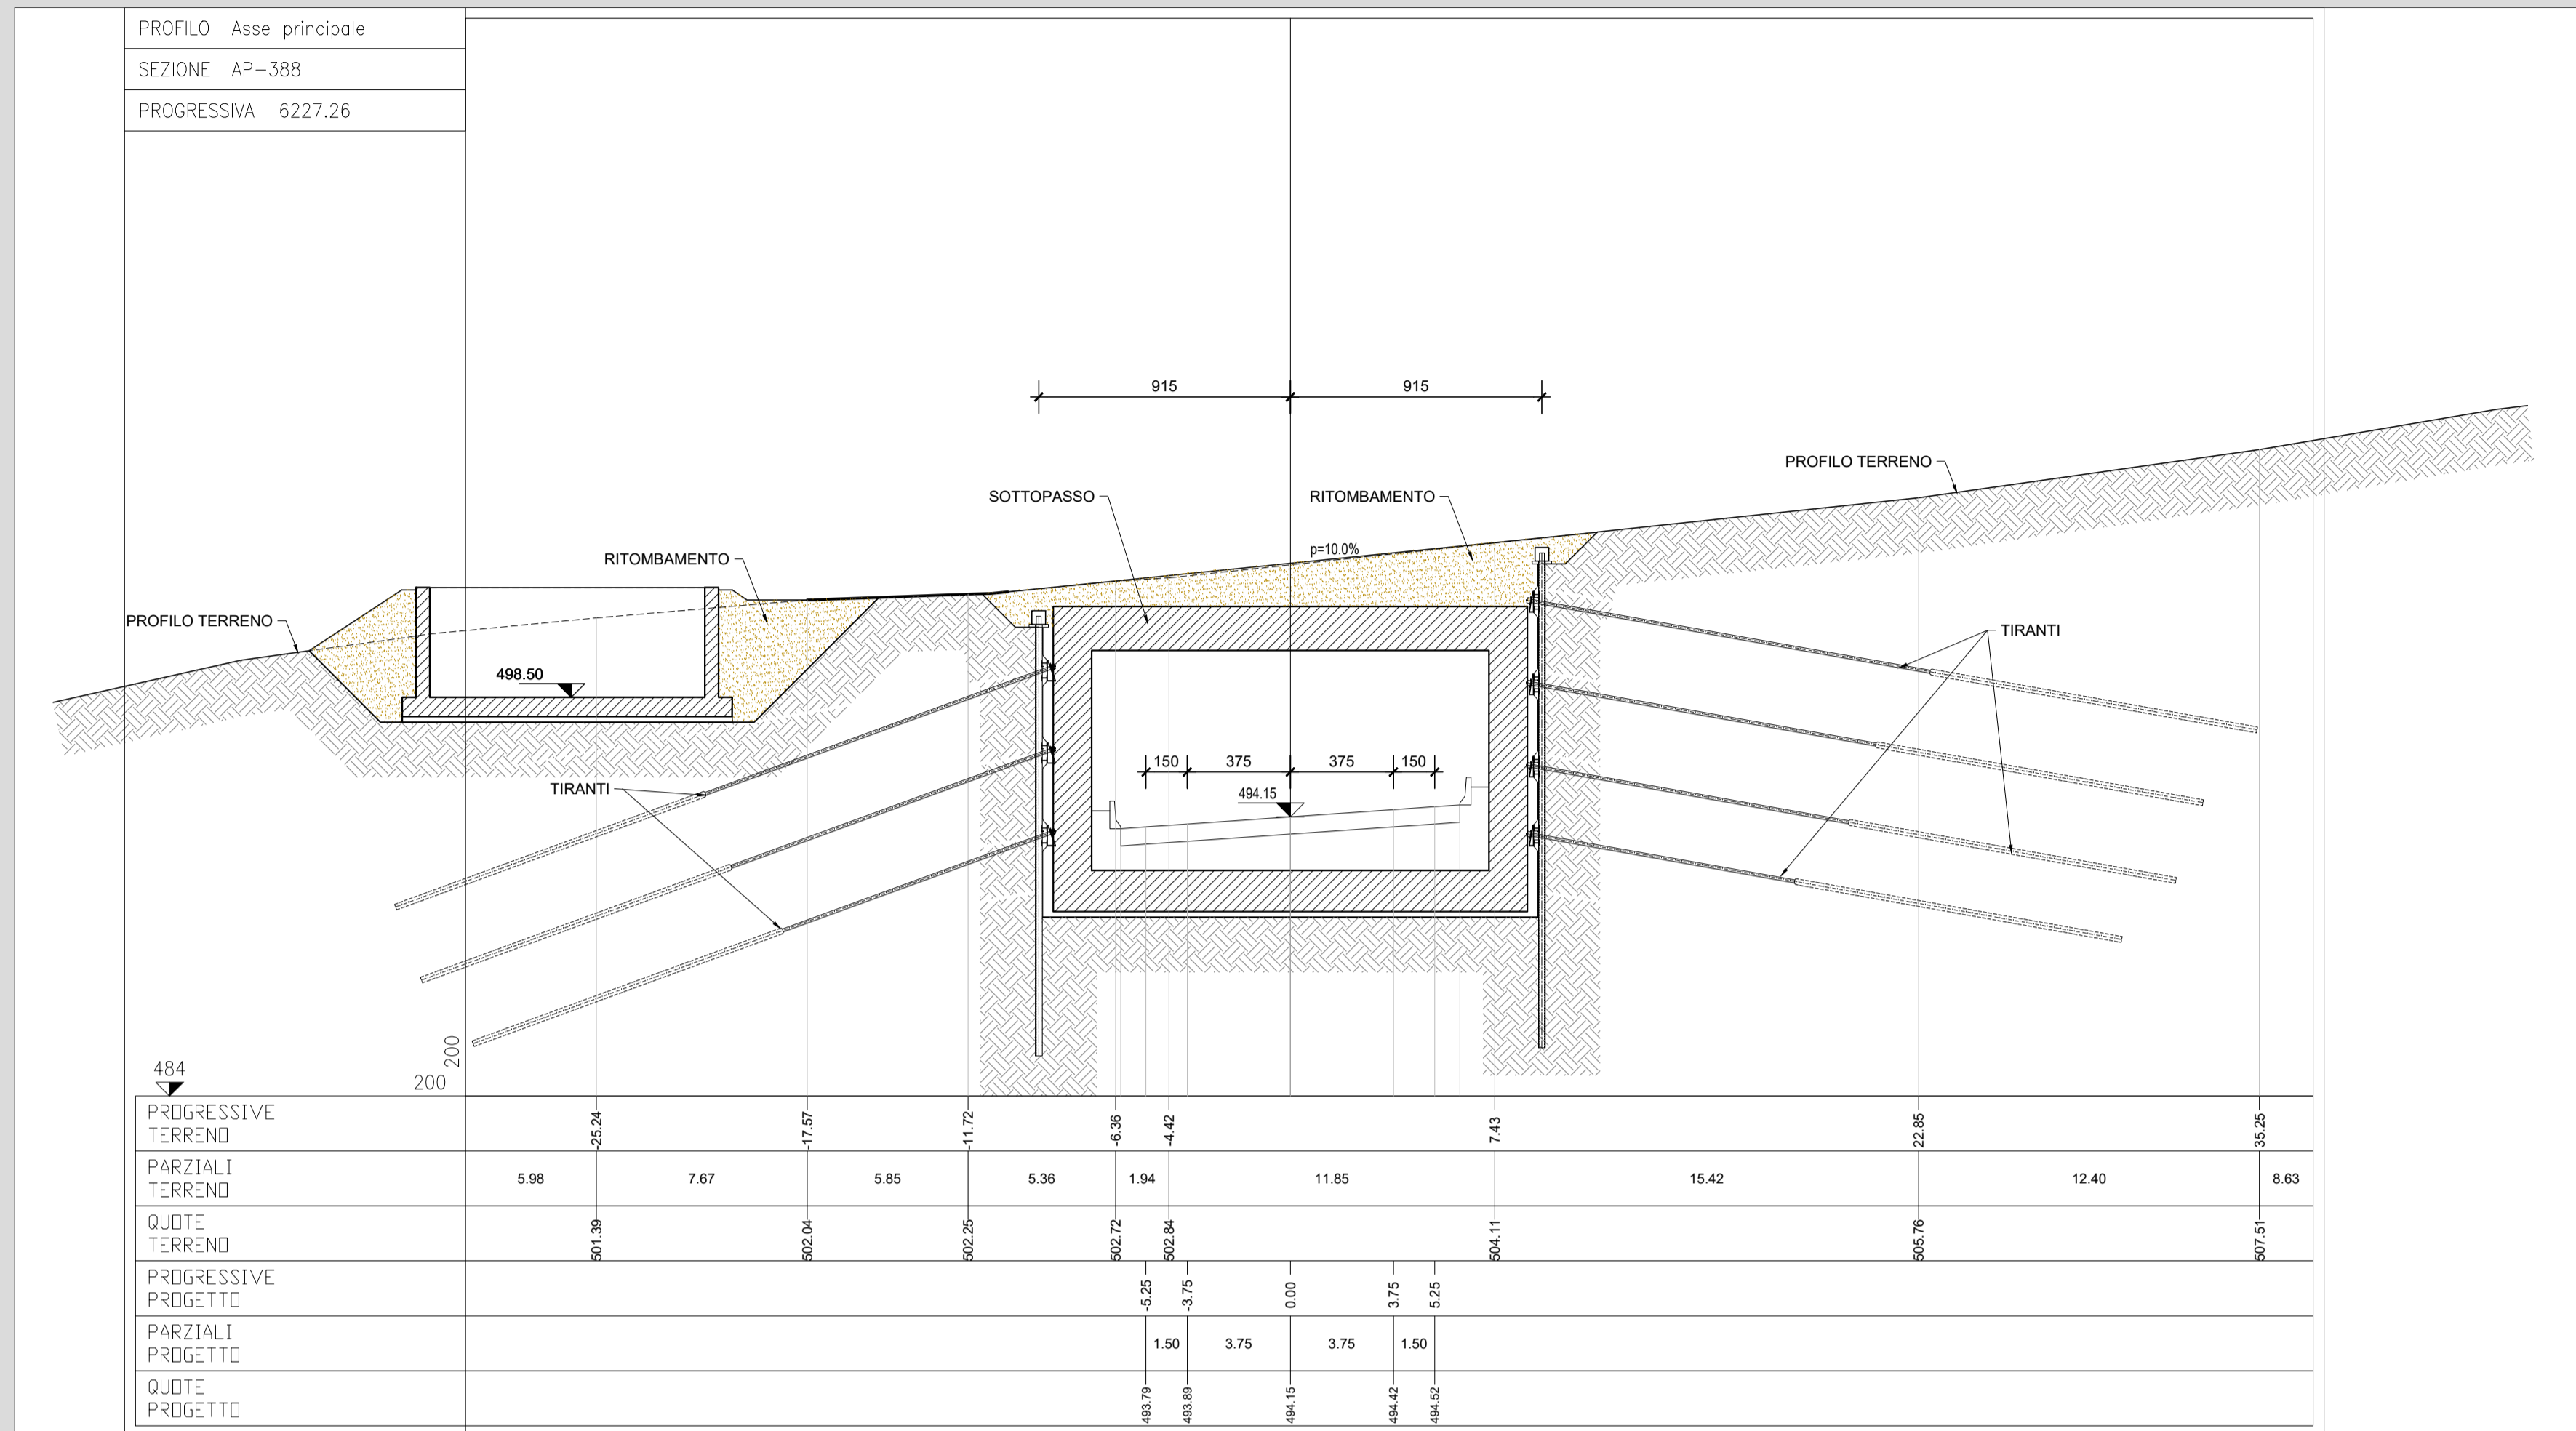 PROFILO Asse principale
SEZIONE AP-388
PROGRESSIVA 6227.26
915 915
PROFILO TERRENO
SOTTOPASSO
RITOMBAMENTO
p=10.0%
RITOMBAMENTO
PROFILO TERRENO
TIRANTI
498.50
150 375 375 150
TIRANTI
494.15
200
484
200
PROGRESSIVE
TERRENO
-25.24 -17.57 -11.72 -6.36 -4.42 7.43 22.85 35.25
PARZIALI
TERRENO
5.98 7.67 5.85 5.36 1.94 11.85 15.42 12.40 8.63
QUOTE
TERRENO
501.39 502.04 502.25 502.72 502.84 504.11 505.76 507.51
PROGRESSIVE
PROGETTO
-5.25 -3.75 0.00 3.75 5.25
PARZIALI
PROGETTO
1.50 3.75 3.75 1.50
QUOTE
PROGETTO
493.79 493.89 494.15 494.42 494.52